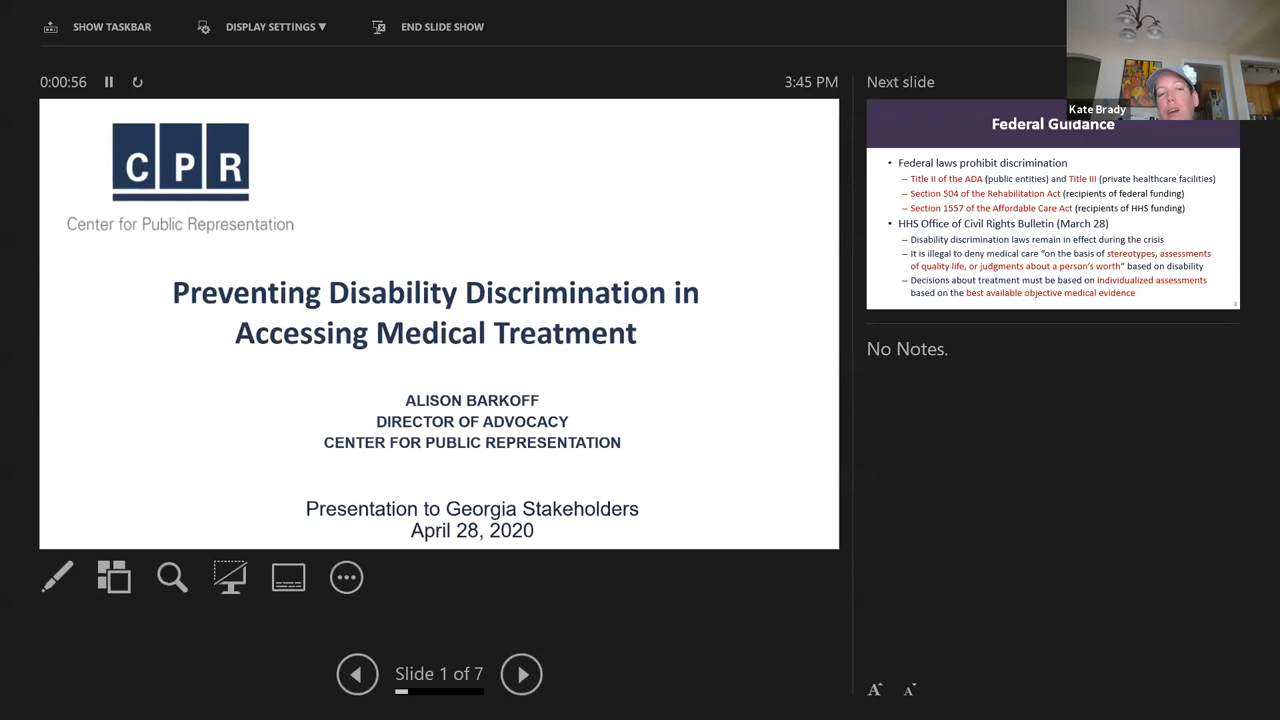 SHOW TASKBAR
DISPLAY SETTINGS ▼
END SLIDE SHOW
0:00:56
3:45 PM
CPR
Center for Public Representation
Preventing Disability Discrimination in
Accessing Medical Treatment
ALISON BARKOFF
DIRECTOR OF ADVOCACY
CENTER FOR PUBLIC REPRESENTATION
Presentation to Georgia Stakeholders
April 28, 2020
Slide 1 of 7
Next slide
Kate Brady
Federal Guidance
• Federal laws prohibit discrimination
– Title II of the ADA (public entities) and Title III (private healthcare facilities)
– Section 504 of the Rehabilitation Act (recipients of federal funding)
– Section 1557 of the Affordable Care Act (recipients of HHS funding)
• HHS Office of Civil Rights Bulletin (March 28)
– Disability discrimination laws remain in effect during the crisis
– It is illegal to deny medical care “on the basis of stereotypes, assessments
of quality life, or judgments about a person’s worth” based on disability
– Decisions about treatment must be based on individualized assessments
based on the best available objective medical evidence
2
No Notes.
A A